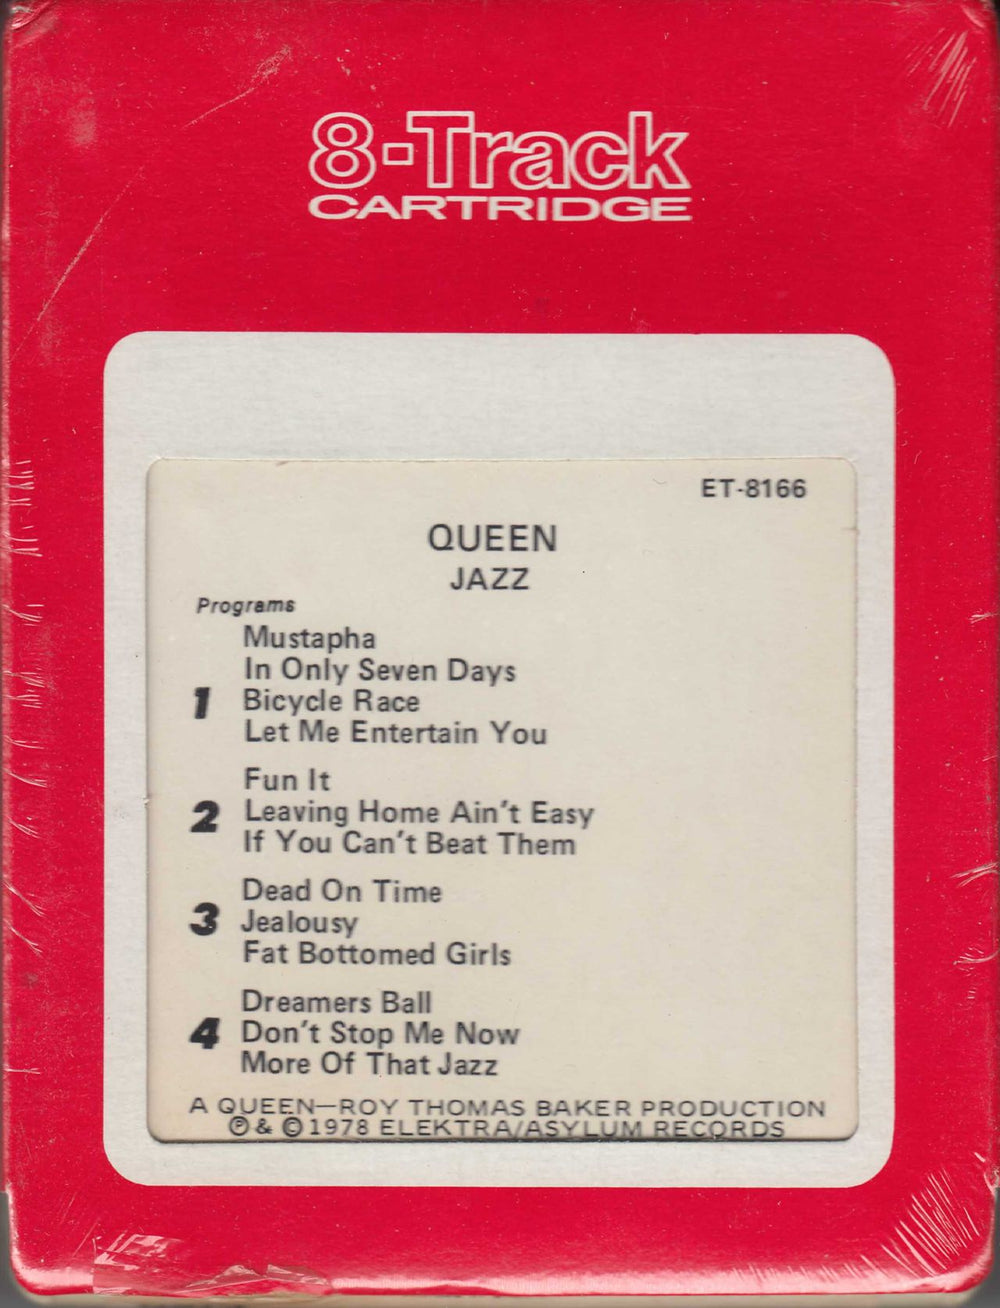 8-Track
CARTRIDGE
ET-8166
QUEEN
JAZZ
Programs
Mustapha
In Only Seven Days
1 Bicycle Race
Let Me Entertain You
Fun It
2 Leaving Home Ain't Easy
If You Can't Beat Them
Dead On Time
3 Jealousy
Fat Bottomed Girls
Dreamers Ball
4 Don't Stop Me Now
More Of That Jazz
A QUEEN—ROY THOMAS BAKER PRODUCTION
℗ & © 1978 ELEKTRA/ASYLUM RECORDS